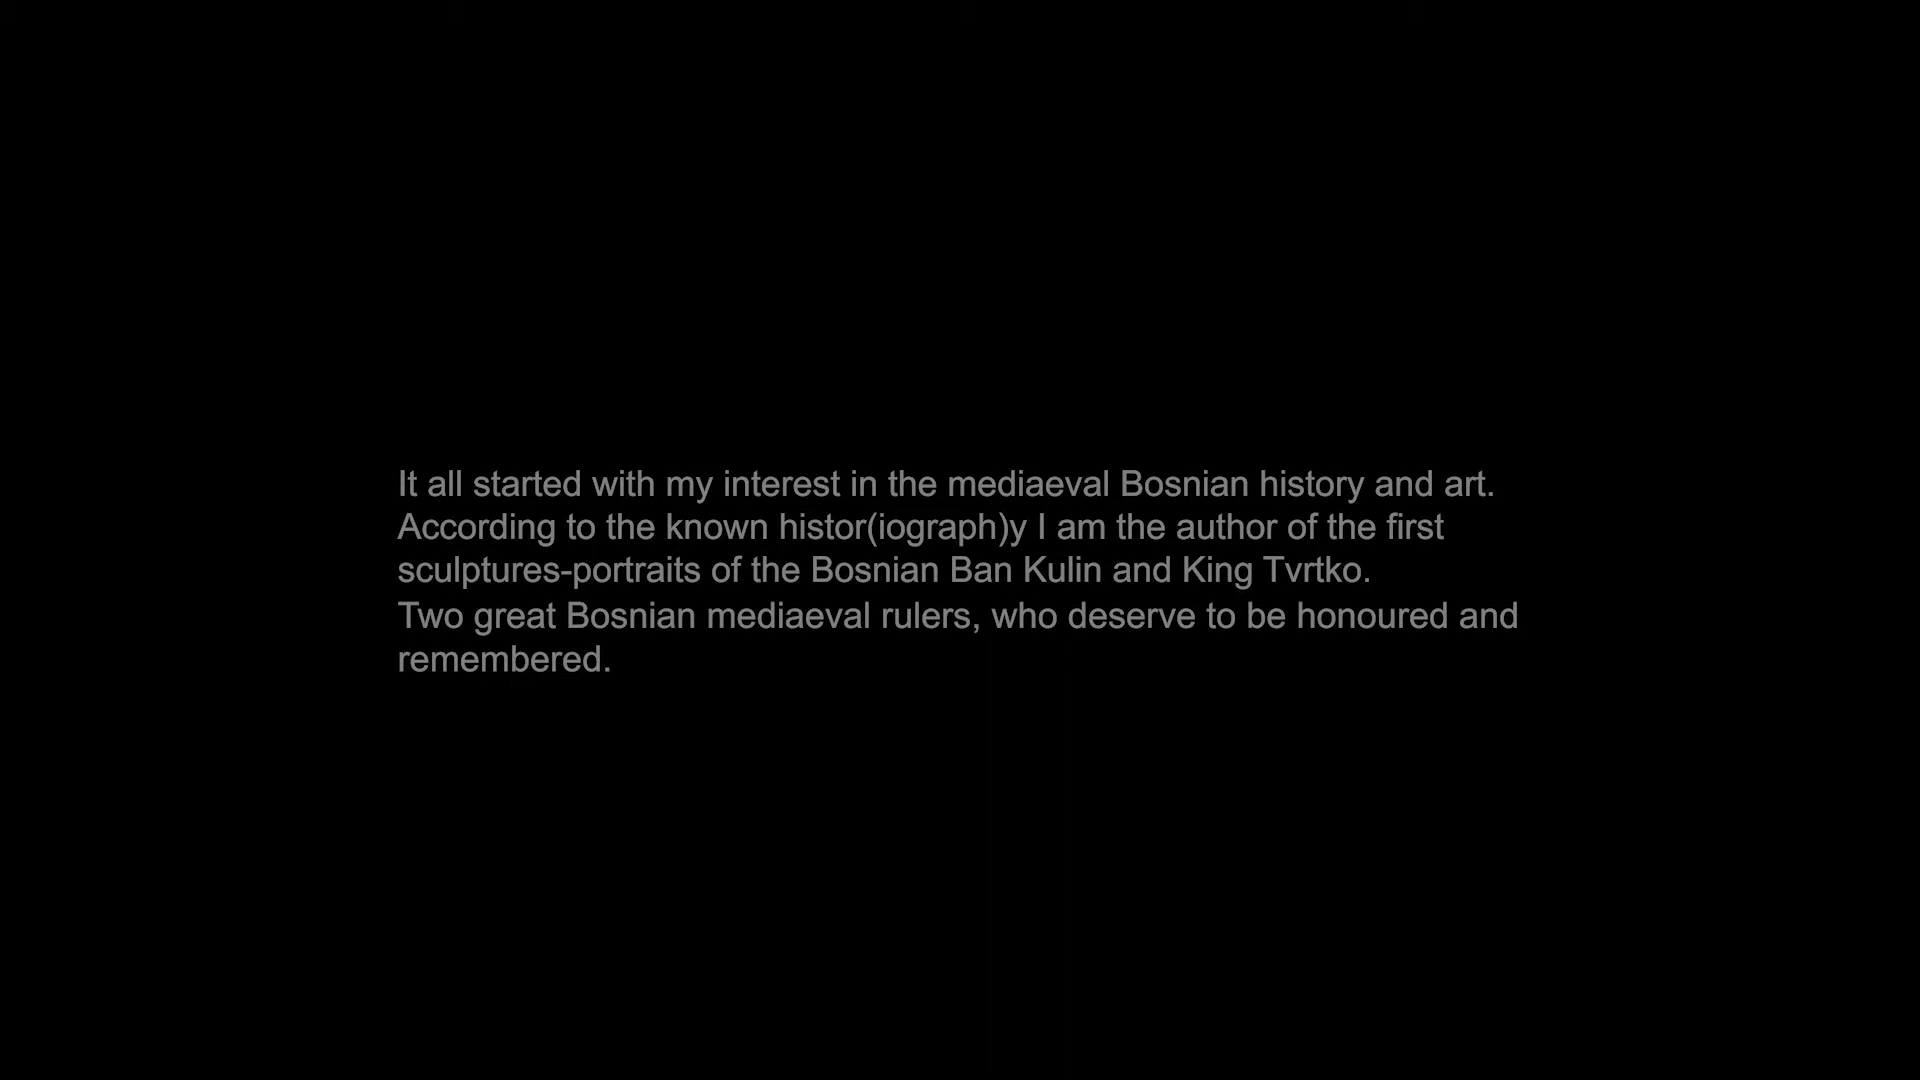 It all started with my interest in the mediaeval Bosnian history and art.
According to the known histor(iograph)y I am the author of the first
sculptures-portraits of the Bosnian Ban Kulin and King Tvrtko.
Two great Bosnian mediaeval rulers, who deserve to be honoured and
remembered.